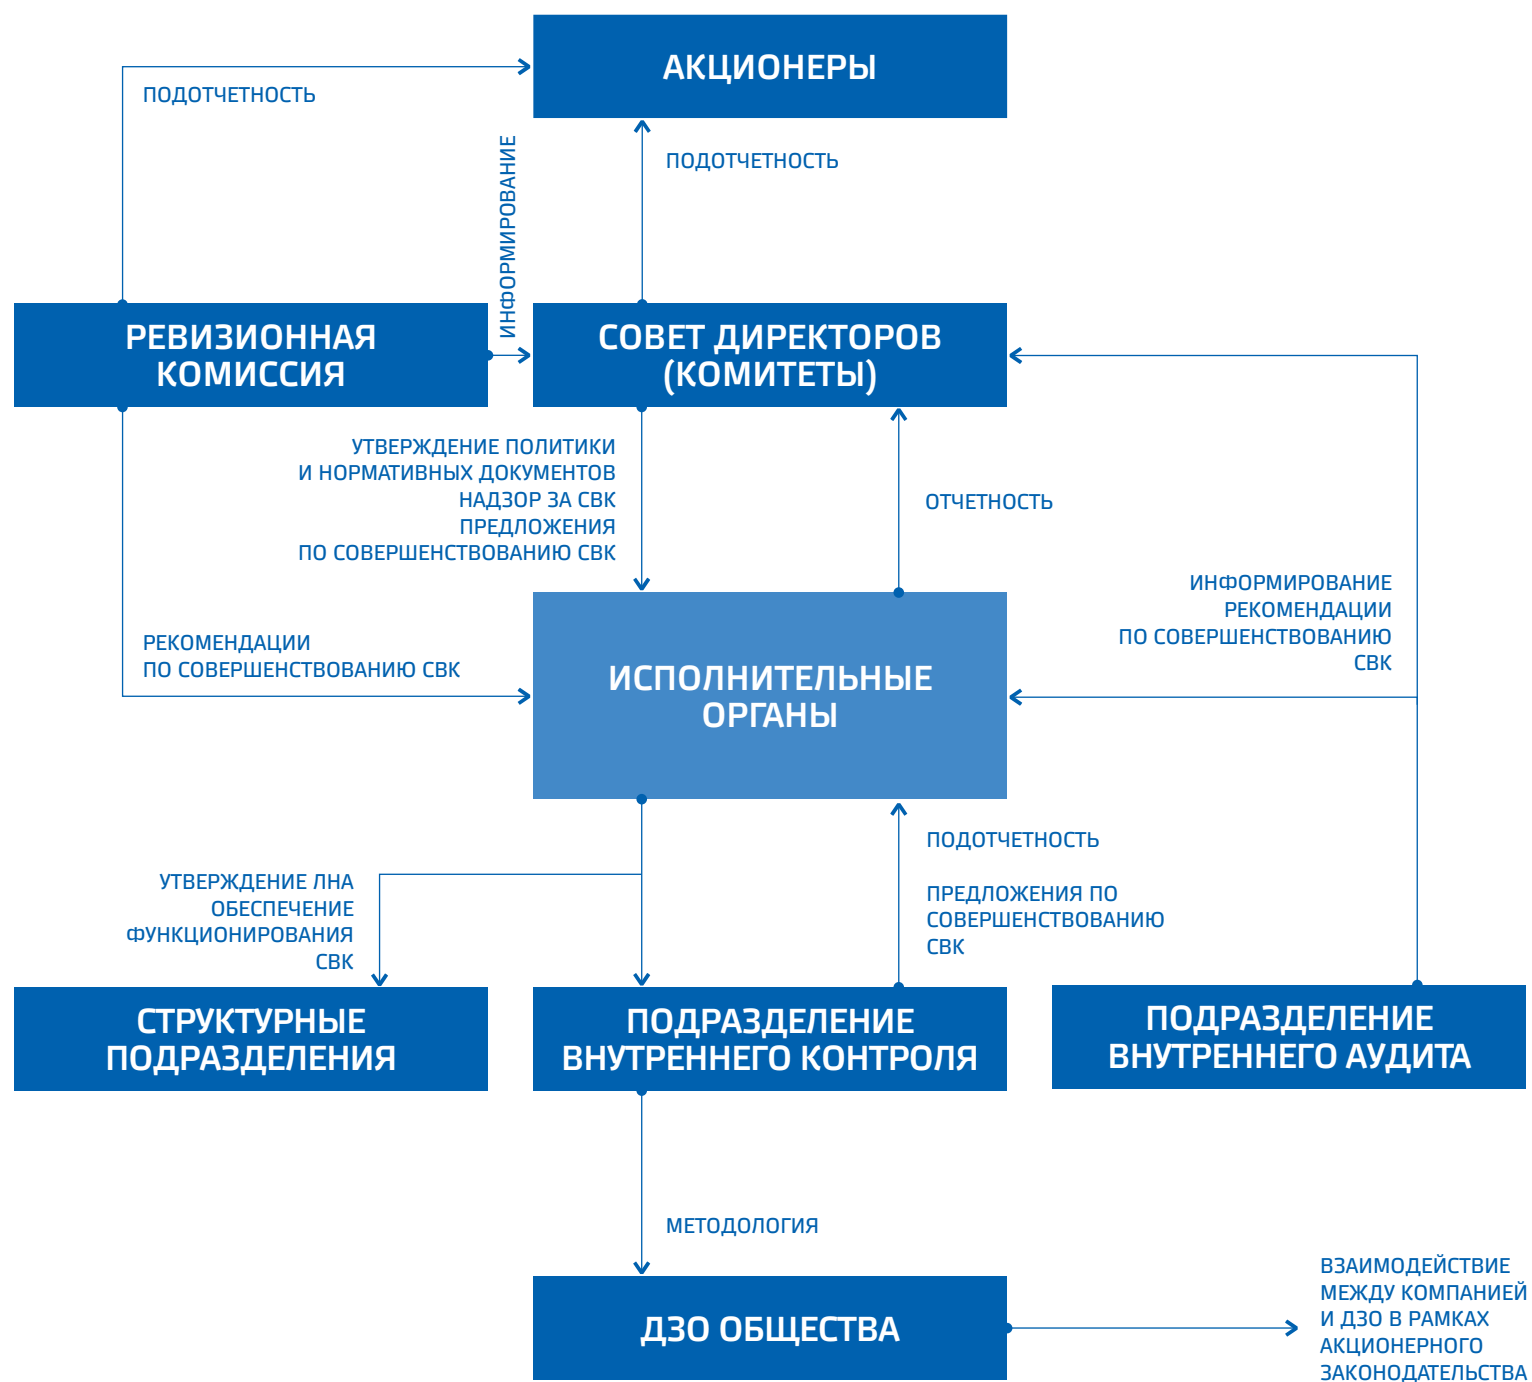 АКЦИОНЕРЫ
ПОДОТЧЕТНОСТЬ
ИНФОРМИРОВАНИЕ
ПОДОТЧЕТНОСТЬ
РЕВИЗИОННАЯ
КОМИССИЯ
СОВЕТ ДИРЕКТОРОВ
(КОМИТЕТЫ)
УТВЕРЖДЕНИЕ ПОЛИТИКИ
И НОРМАТИВНЫХ ДОКУМЕНТОВ
НАДЗОР ЗА СВК
ПРЕДЛОЖЕНИЯ
ПО СОВЕРШЕНСТВОВАНИЮ СВК
ОТЧЕТНОСТЬ
ИНФОРМИРОВАНИЕ
РЕКОМЕНДАЦИИ
ПО СОВЕРШЕНСТВОВАНИЮ
СВК
РЕКОМЕНДАЦИИ
ПО СОВЕРШЕНСТВОВАНИЮ СВК
ИСПОЛНИТЕЛЬНЫЕ
ОРГАНЫ
УТВЕРЖДЕНИЕ ЛНА
ОБЕСПЕЧЕНИЕ
ФУНКЦИОНИРОВАНИЯ
СВК
ПОДОТЧЕТНОСТЬ
ПРЕДЛОЖЕНИЯ ПО
СОВЕРШЕНСТВОВАНИЮ
СВК
СТРУКТУРНЫЕ
ПОДРАЗДЕЛЕНИЯ
ПОДРАЗДЕЛЕНИЕ
ВНУТРЕННЕГО КОНТРОЛЯ
ПОДРАЗДЕЛЕНИЕ
ВНУТРЕННЕГО АУДИТА
МЕТОДОЛОГИЯ
ДЗО ОБЩЕСТВА
ВЗАИМОДЕЙСТВИЕ
МЕЖДУ КОМПАНИЕЙ
И ДЗО В РАМКАХ
АКЦИОНЕРНОГО
ЗАКОНОДАТЕЛЬСТВА